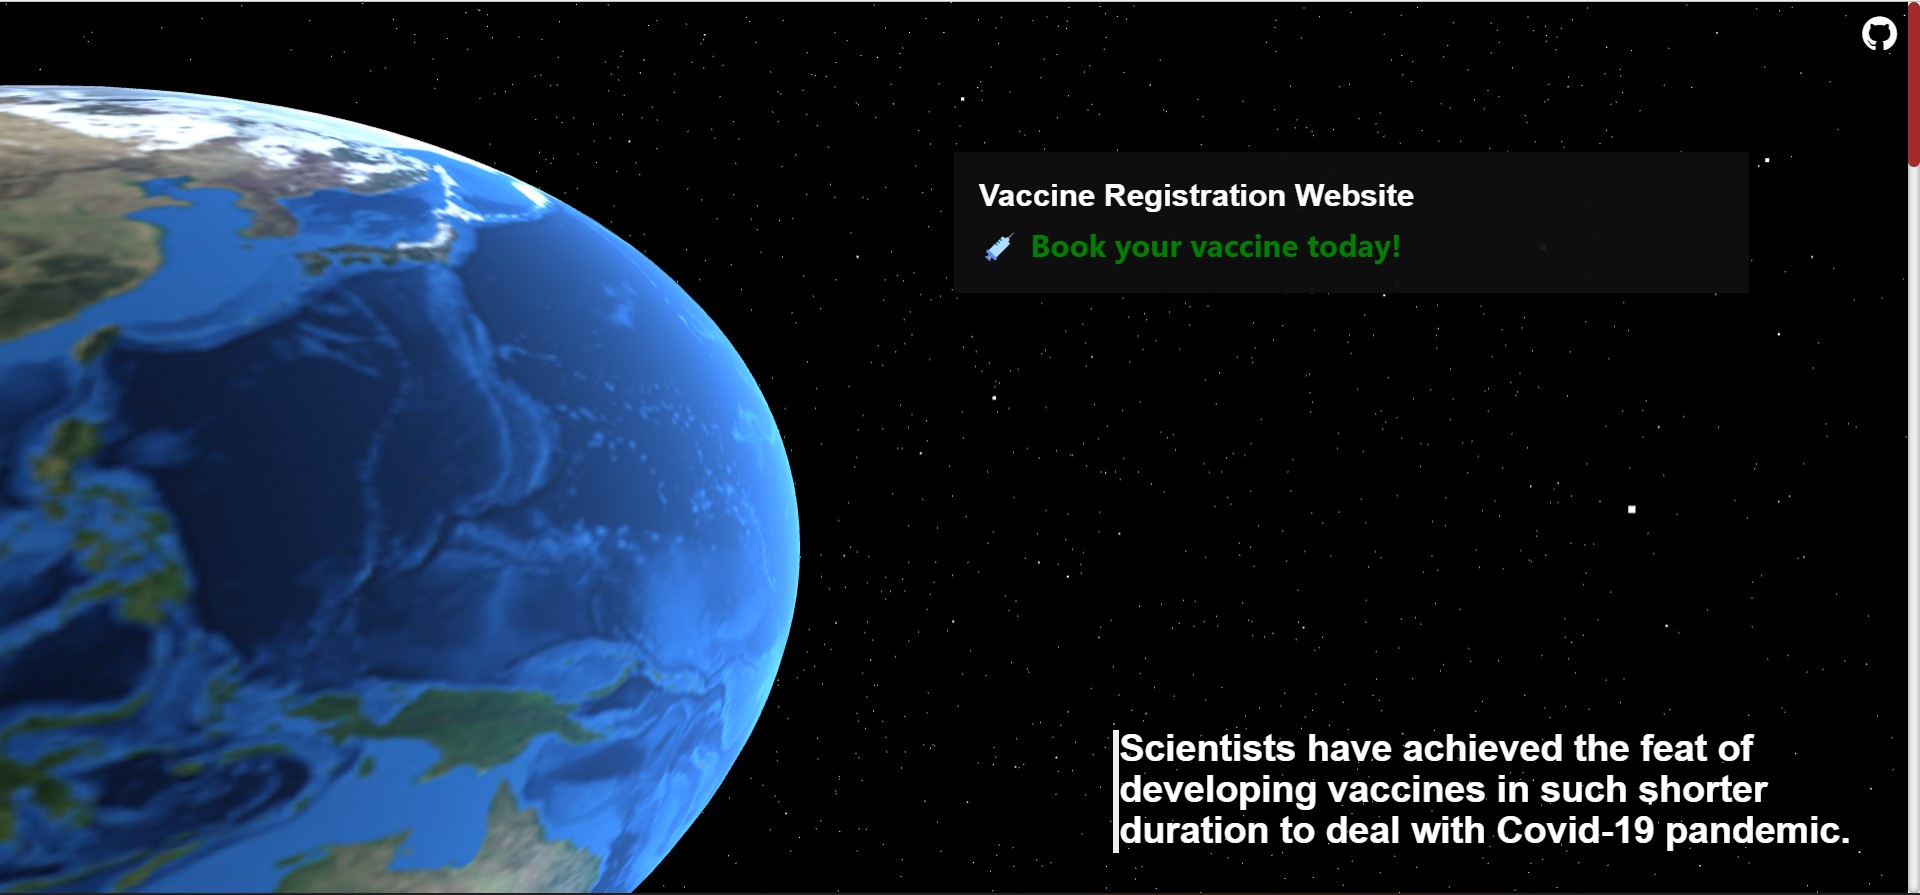 Vaccine Registration Website
💉 Book your vaccine today!
Scientists have achieved the feat of
developing vaccines in such shorter
duration to deal with Covid-19 pandemic.